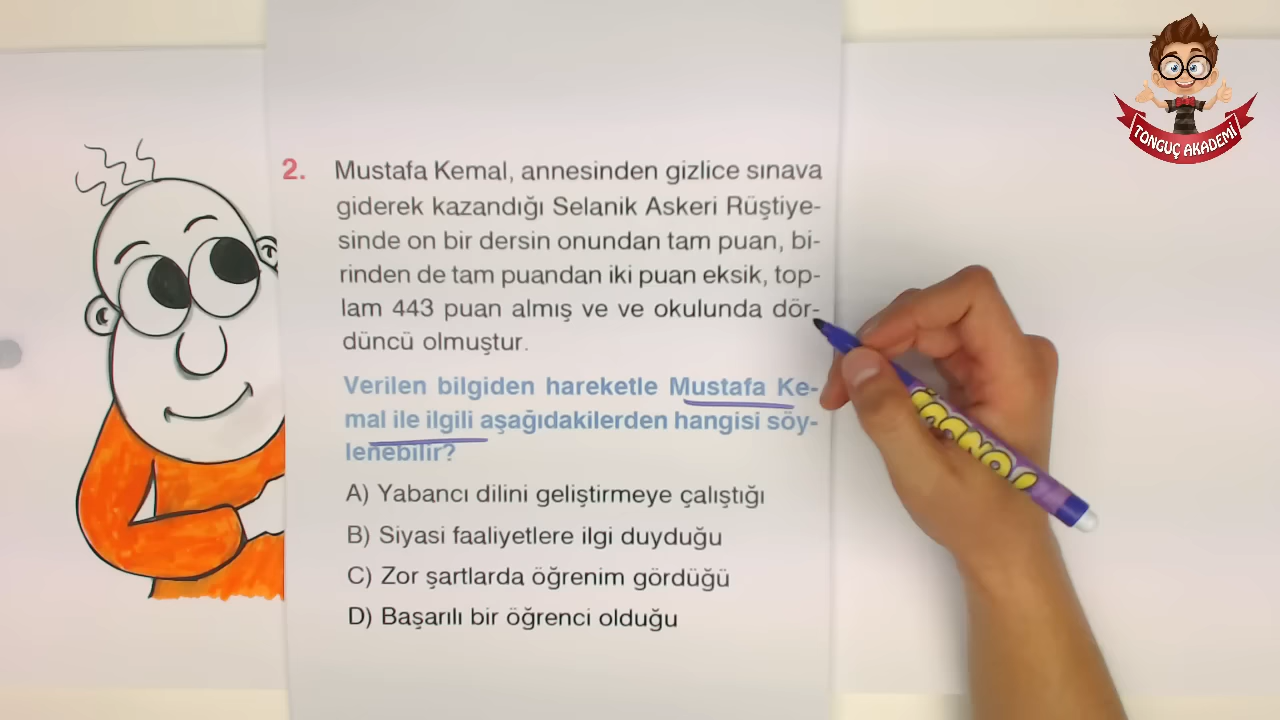 TONGUÇ AKADEMİ
2. Mustafa Kemal, annesinden gizlice sınava
giderek kazandığı Selanik Askeri Rüştiye-
sinde on bir dersin onundan tam puan, bi-
rinden de tam puandan iki puan eksik, top-
lam 443 puan almış ve ve okulunda dör-
düncü olmuştur.
Verilen bilgiden hareketle Mustafa Ke-
mal ile ilgili aşağıdakilerden hangisi söy-
lenebilir?
A) Yabancı dilini geliştirmeye çalıştığı
B) Siyasi faaliyetlere ilgi duyduğu
C) Zor şartlarda öğrenim gördüğü
D) Başarılı bir öğrenci olduğu